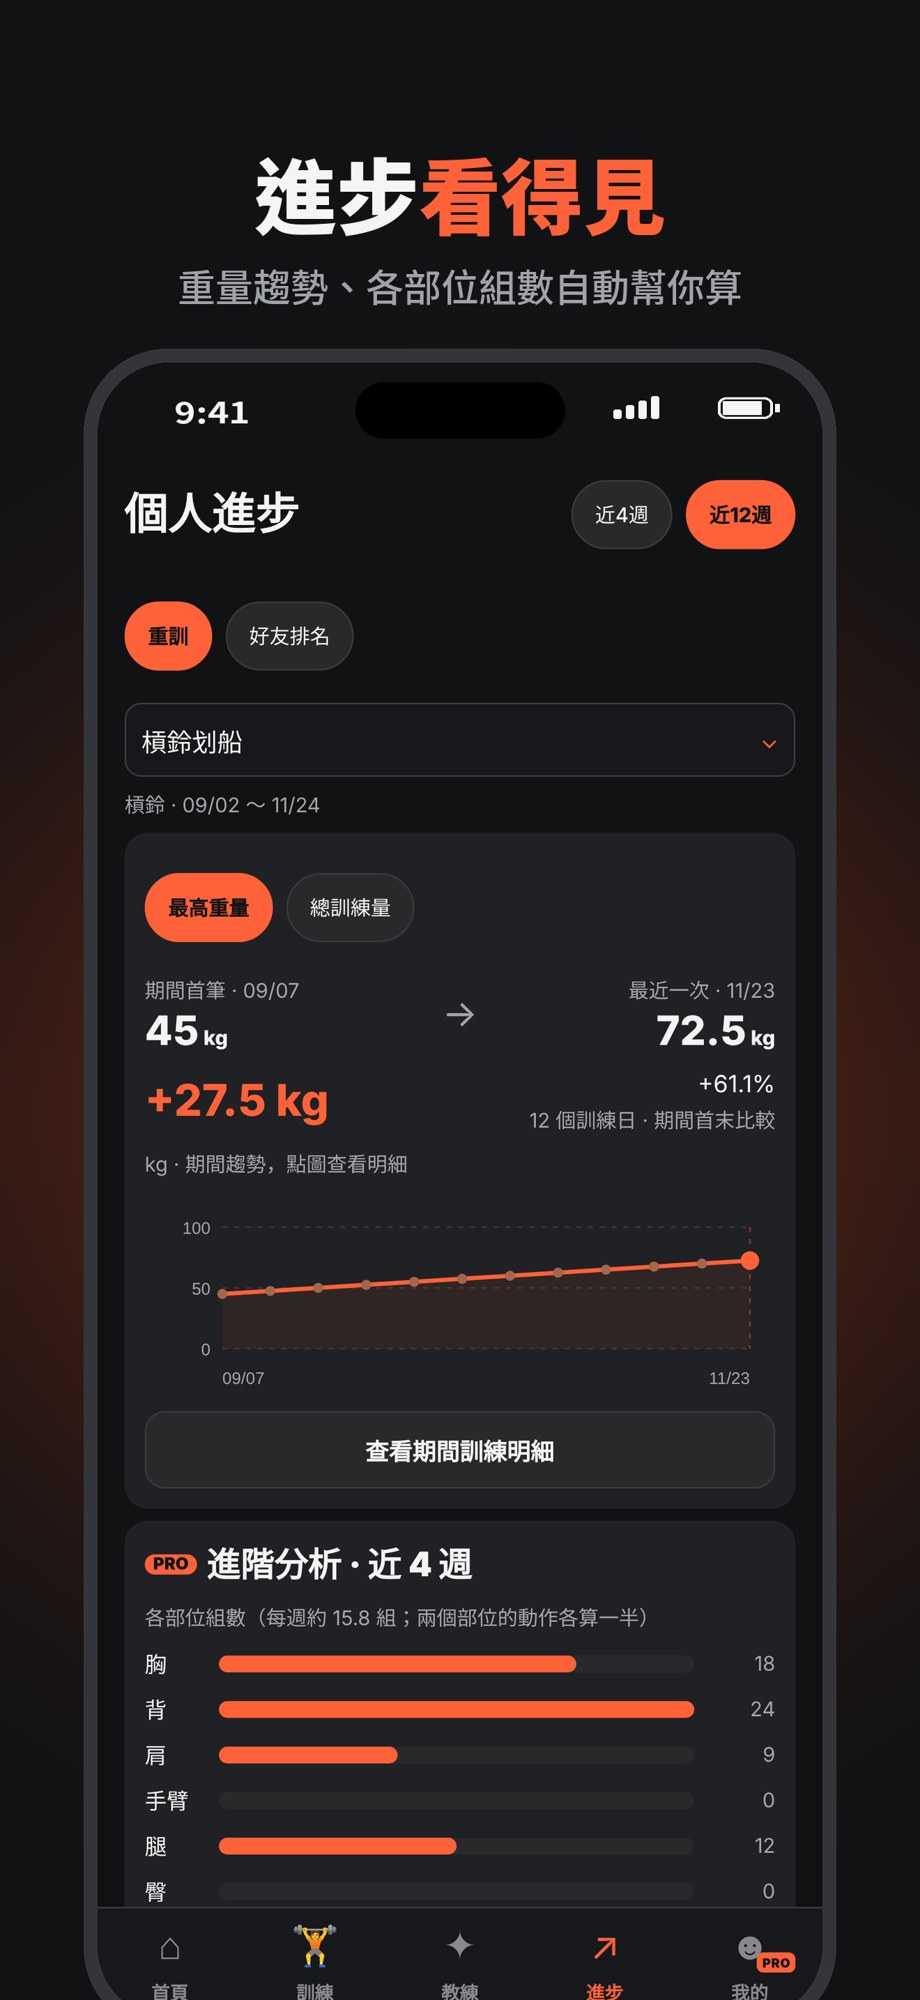 進步看得見
重量趨勢、各部位組數自動幫你算
9:41
個人進步
近4週
近12週
重訓
好友排名
槓鈴划船
槓鈴 · 09/02 ～ 11/24
最高重量
總訓練量
期間首筆 · 09/07
最近一次 · 11/23
45 kg
→
72.5 kg
+27.5 kg
+61.1%
12 個訓練日 · 期間首末比較
kg · 期間趨勢，點圖查看明細
100
50
0
09/07
11/23
查看期間訓練明細
PRO 進階分析 · 近 4 週
各部位組數（每週約 15.8 組；兩個部位的動作各算一半）
胸 18
背 24
肩 9
手臂 0
腿 12
臀 0
PRO
首頁
訓練
教練
進步
我的